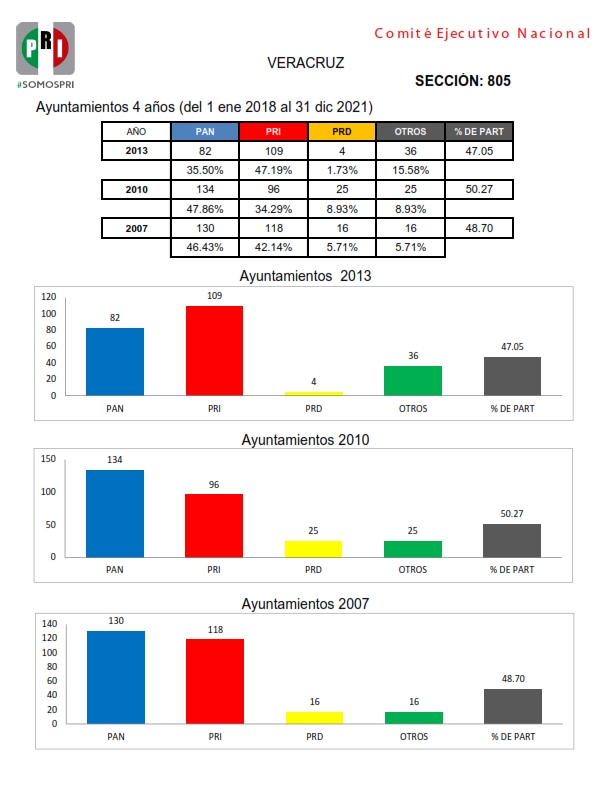 PRI
#SOMOSPRI
Comité Ejecutivo Nacional
VERACRUZ
SECCIÓN: 805
Ayuntamientos 4 años (del 1 ene 2018 al 31 dic 2021)
AÑO PAN PRI PRD OTROS % DE PART
2013 82 109 4 36 47.05
35.50% 47.19% 1.73% 15.58%
2010 134 96 25 25 50.27
47.86% 34.29% 8.93% 8.93%
2007 130 118 16 16 48.70
46.43% 42.14% 5.71% 5.71%
Ayuntamientos 2013
120
100
80
60
40
20
0
82
109
4
36
47.05
PAN PRI PRD OTROS % DE PART
Ayuntamientos 2010
150
100
50
0
134
96
25
25
50.27
PAN PRI PRD OTROS % DE PART
Ayuntamientos 2007
140
120
100
80
60
40
20
0
130
118
16
16
48.70
PAN PRI PRD OTROS % DE PART